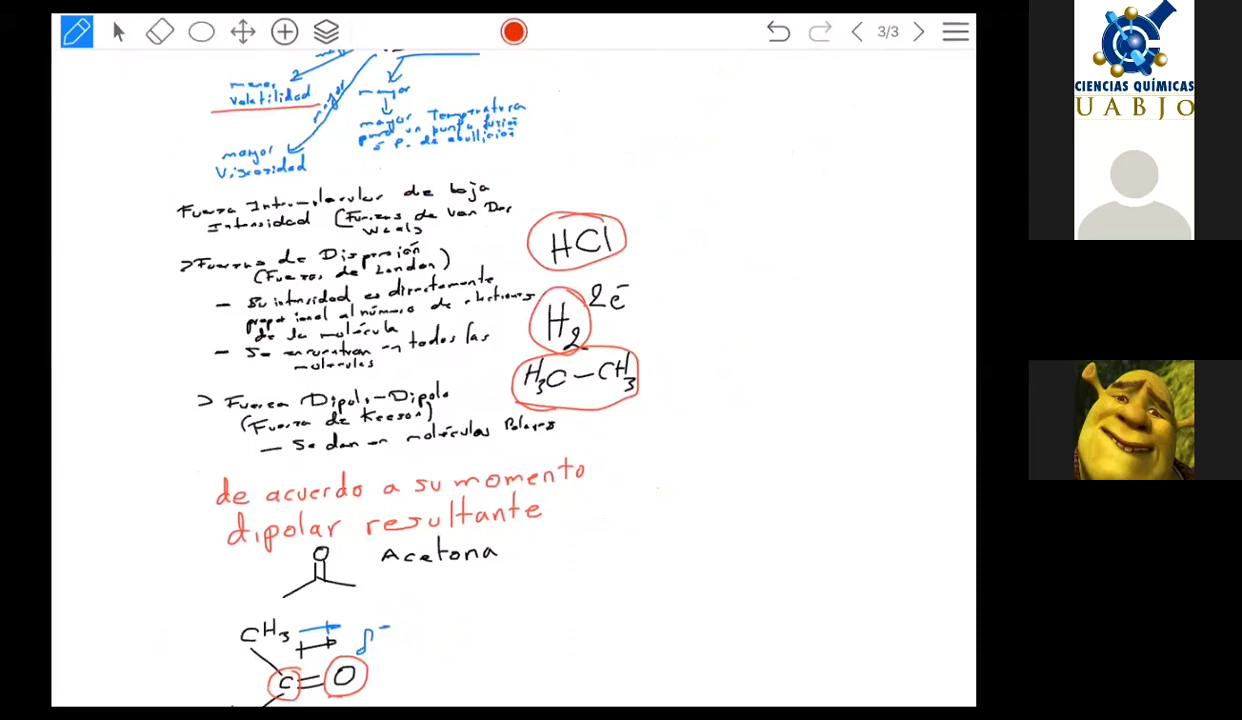 3/3
menor
volatilidad
mayor
mayor Temperatura
para un punto fusión
ó P. de ebullición
mayor
Viscosidad
Fuerza Intermolecular de baja
Intensidad (Fuerzas de Van Der
Waals
>Fuerzas de Dispersión
(Fuerzas de London)
- Su intensidad es directamente
proporcional al número de electrones
de la molécula
- Se encuentran en todas las
moléculas
> Fuerza Dipolo-Dipolo
(Fuerza de Keesom)
- Se dan en moléculas Polares
HCl
H2 2e-
H3C-CH3
de acuerdo a su momento
dipolar resultante
O
Acetona
CH3
δ-
C=O
CIENCIAS QUÍMICAS
UABJO